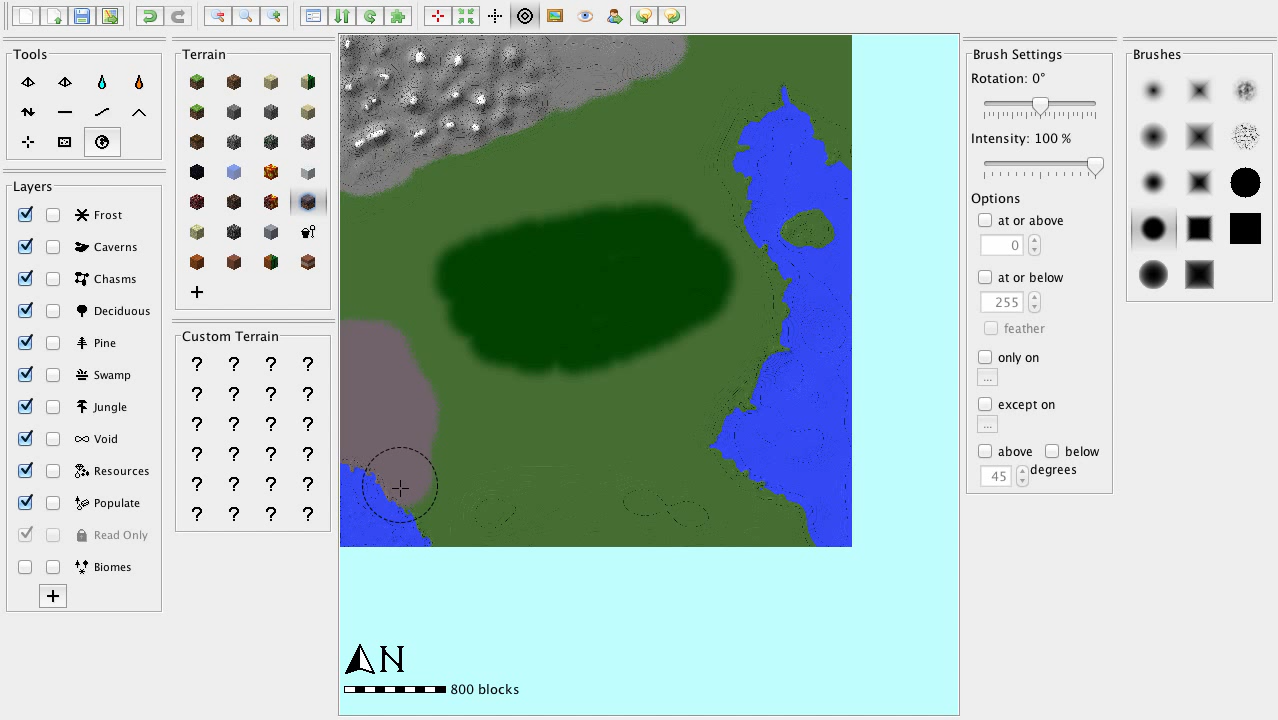 Tools
Layers
Frost
Caverns
Chasms
Deciduous
Pine
Swamp
Jungle
Void
Resources
Populate
Read Only
Biomes
+
Terrain
+
Custom Terrain
? ? ? ?
? ? ? ?
? ? ? ?
? ? ? ?
? ? ? ?
? ? ? ?
N
800 blocks
Brush Settings
Rotation: 0°
Intensity: 100 %
Options
at or above
0
at or below
255
feather
only on
...
except on
...
above below
45 degrees
Brushes